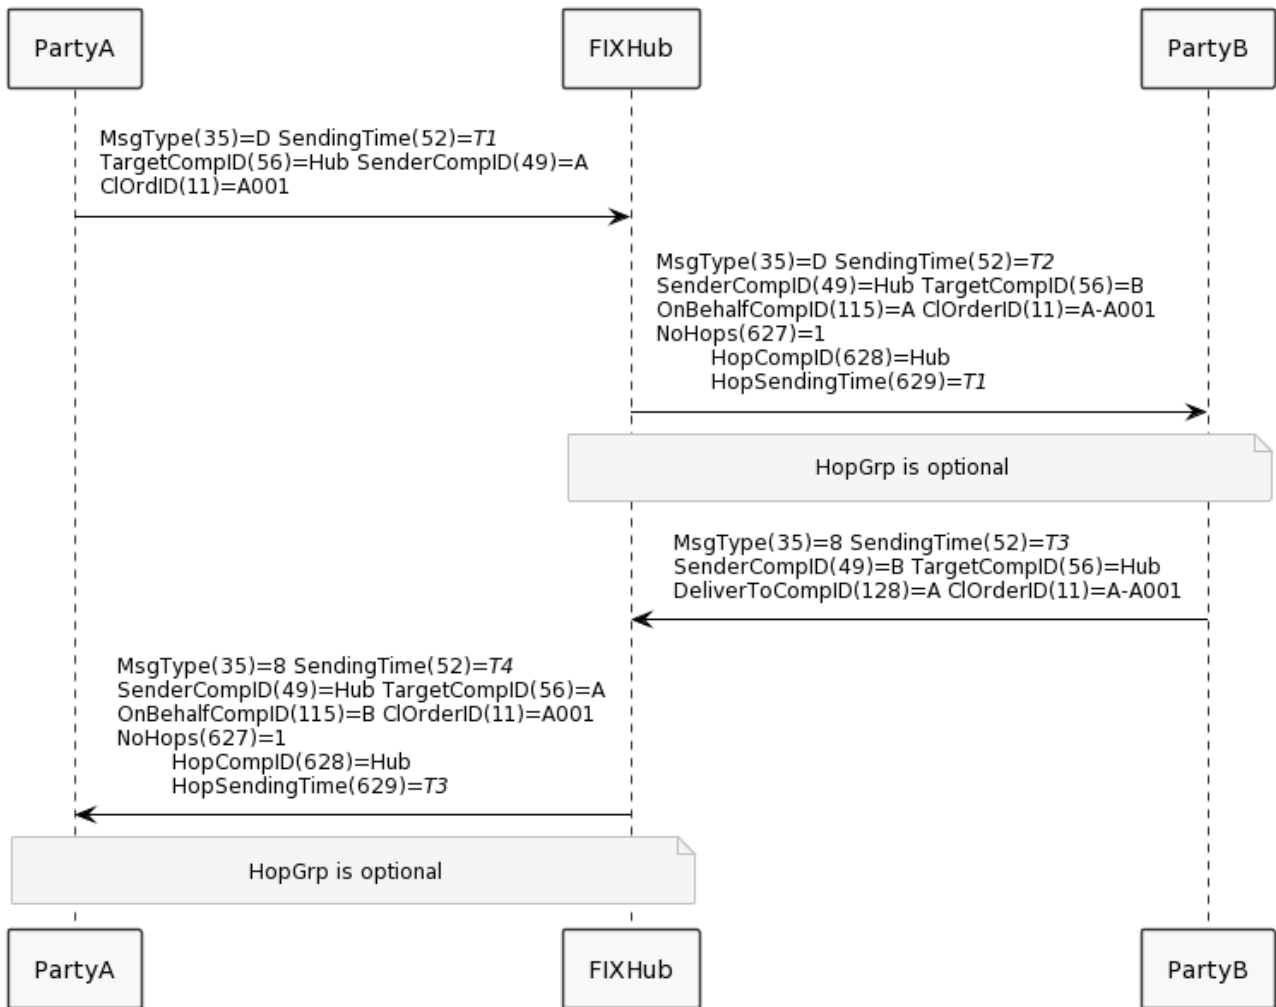 PartyA
FIXHub
PartyB
MsgType(35)=D SendingTime(52)=T1
TargetCompID(56)=Hub SenderCompID(49)=A
ClOrdID(11)=A001
MsgType(35)=D SendingTime(52)=T2
SenderCompID(49)=Hub TargetCompID(56)=B
OnBehalfCompID(115)=A ClOrderID(11)=A-A001
NoHops(627)=1
HopCompID(628)=Hub
HopSendingTime(629)=T1
HopGrp is optional
MsgType(35)=8 SendingTime(52)=T3
SenderCompID(49)=B TargetCompID(56)=Hub
DeliverToCompID(128)=A ClOrderID(11)=A-A001
MsgType(35)=8 SendingTime(52)=T4
SenderCompID(49)=Hub TargetCompID(56)=A
OnBehalfCompID(115)=B ClOrderID(11)=A001
NoHops(627)=1
HopCompID(628)=Hub
HopSendingTime(629)=T3
HopGrp is optional
PartyA
FIXHub
PartyB